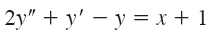 2y″ + y′ − y = x + 1